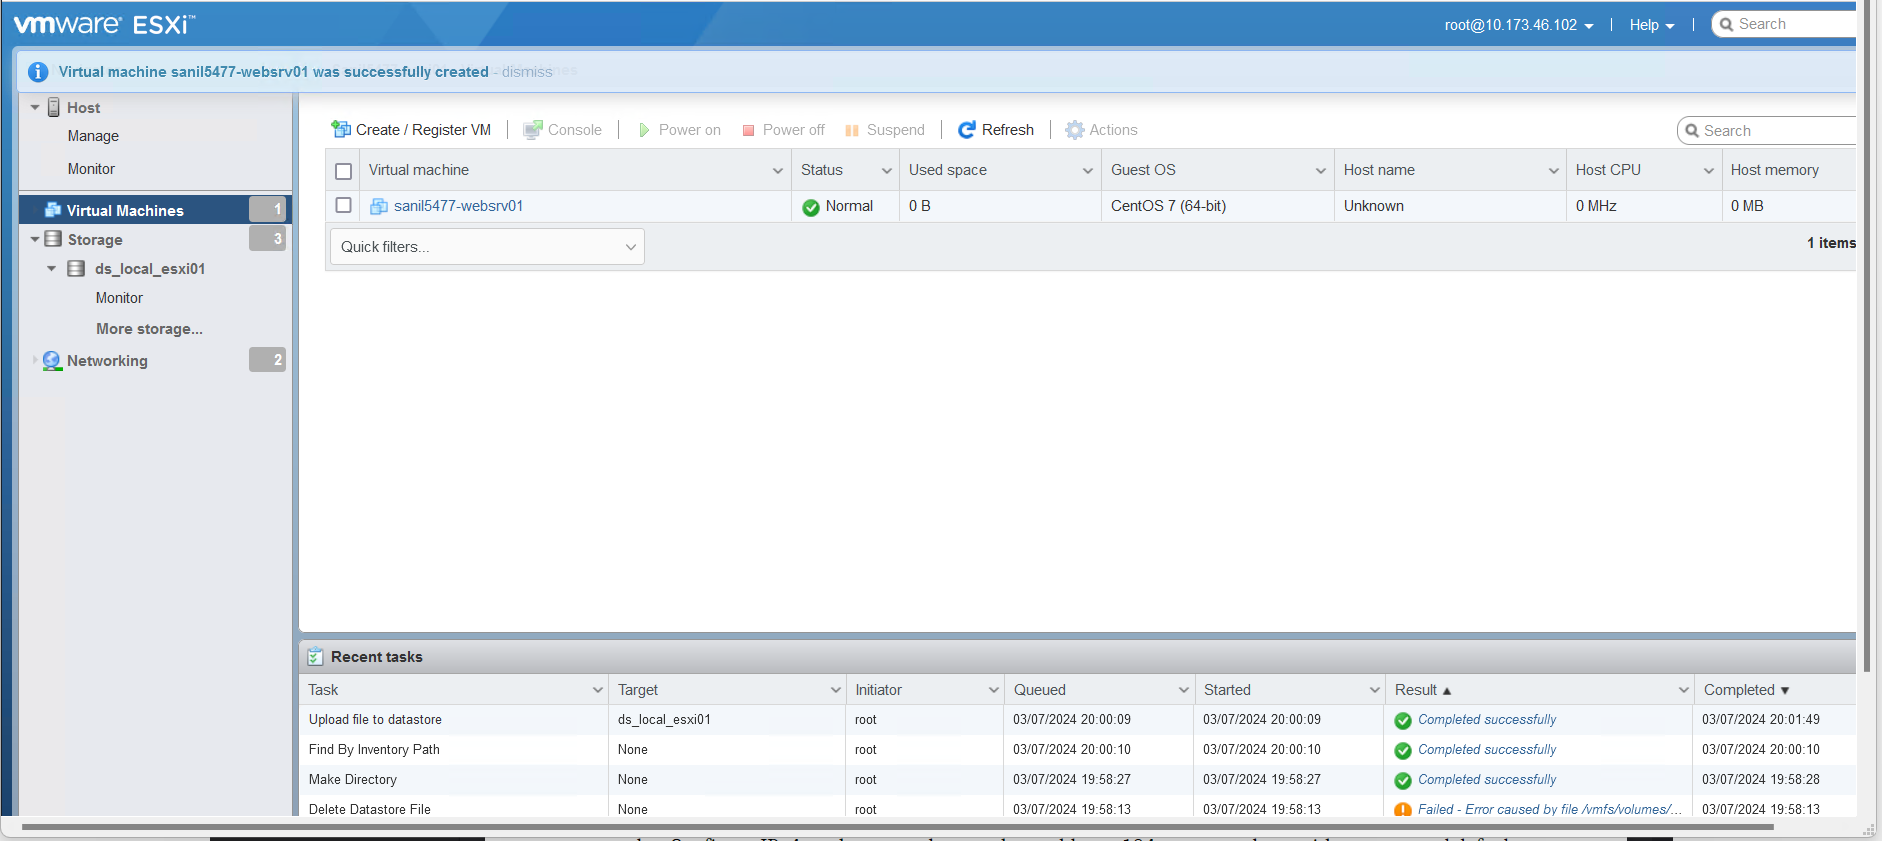 vmware® ESXi™
root@10.173.46.102
Help
Search
Virtual machine sanil5477-websrv01 was successfully created - dismiss
Host
Manage
Monitor
Virtual Machines 1
Storage 3
ds_local_esxi01
Monitor
More storage...
Networking 2
Create / Register VM
Console
Power on
Power off
Suspend
Refresh
Actions
Search
Virtual machine Status Used space Guest OS Host name Host CPU Host memory
sanil5477-websrv01 Normal 0 B CentOS 7 (64-bit) Unknown 0 MHz 0 MB
Quick filters...
1 items
Recent tasks
Task Target Initiator Queued Started Result ▲ Completed ▼
Upload file to datastore ds_local_esxi01 root 03/07/2024 20:00:09 03/07/2024 20:00:09 Completed successfully 03/07/2024 20:01:49
Find By Inventory Path None root 03/07/2024 20:00:10 03/07/2024 20:00:10 Completed successfully 03/07/2024 20:00:10
Make Directory None root 03/07/2024 19:58:27 03/07/2024 19:58:27 Completed successfully 03/07/2024 19:58:28
Delete Datastore File None root 03/07/2024 19:58:13 03/07/2024 19:58:13 Failed - Error caused by file /vmfs/volumes/... 03/07/2024 19:58:13